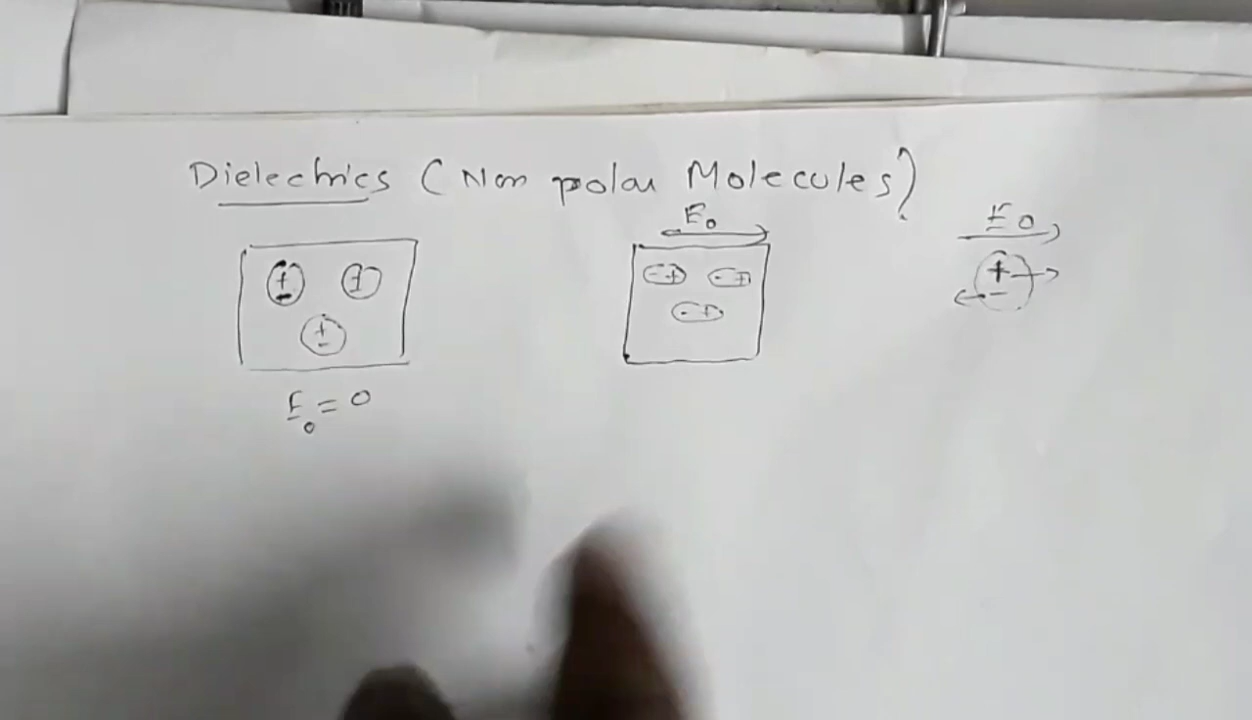 Dielectrics (Non polar Molecules)
E₀
E₀
± ±
- + - +
+ -
±
- +
E₀ = 0